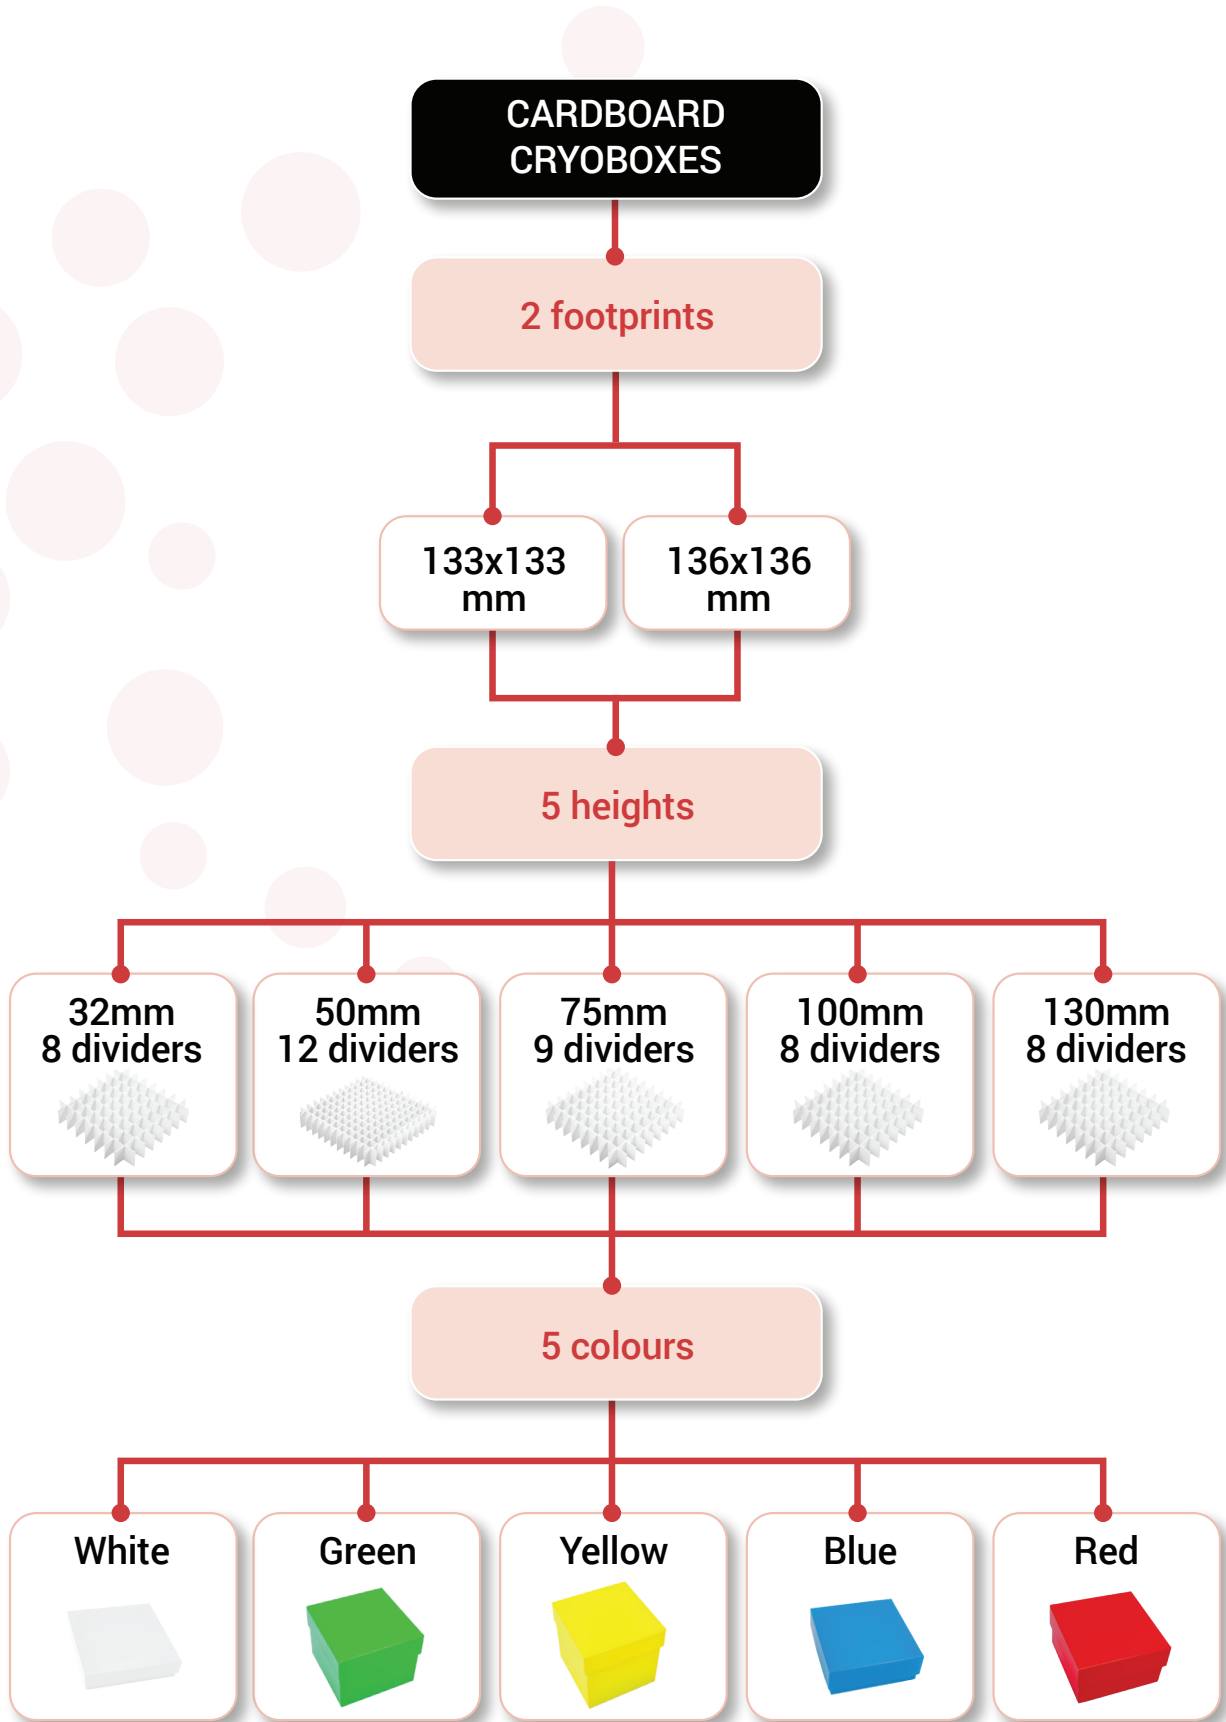 CARDBOARD
CRYOBOXES
2 footprints
133x133
mm
136x136
mm
5 heights
32mm
8 dividers
50mm
12 dividers
75mm
9 dividers
100mm
8 dividers
130mm
8 dividers
5 colours
White
Green
Yellow
Blue
Red